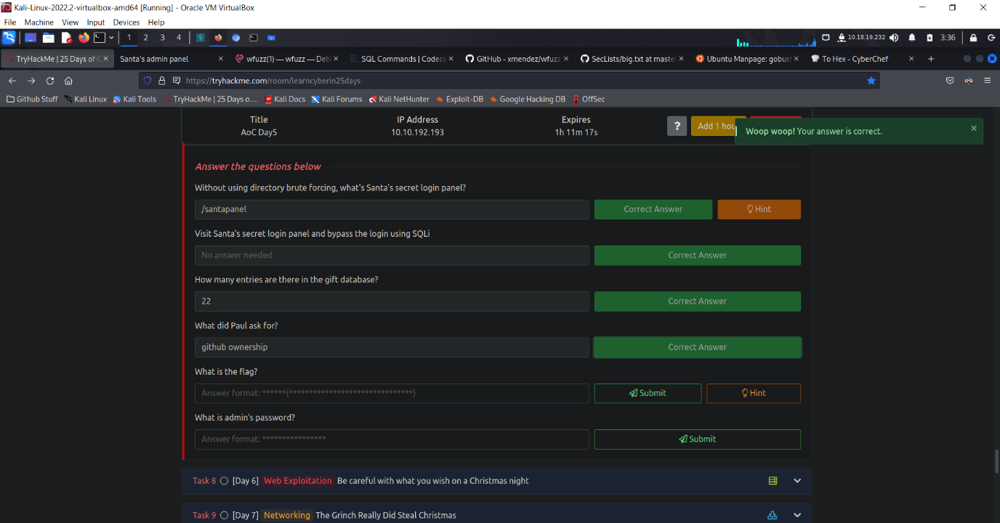 Kali-Linux-2022.2-virtualbox-amd64 [Running] - Oracle VM VirtualBox
File Machine View Input Devices Help
1 2 3 4 10.18.19.232 3:36
TryHackMe | 25 Days of C Santa's admin panel wfuzz(1) — wfuzz — Debi SQL Commands | Codeca GitHub - xmendez/wfuzz SecLists/big.txt at master Ubuntu Manpage: gobust To Hex - CyberChef
https://tryhackme.com/room/learncyberin25days
Github Stuff Kali Linux Kali Tools TryHackMe | 25 Days o… Kali Docs Kali Forums Kali NetHunter Exploit-DB Google Hacking DB OffSec
Title IP Address Expires
AoC Day5 10.10.192.193 1h 11m 17s
? Add 1 hou
Woop woop! Your answer is correct.
Answer the questions below
Without using directory brute forcing, what's Santa's secret login panel?
/santapanel Correct Answer Hint
Visit Santa's secret login panel and bypass the login using SQLi
No answer needed Correct Answer
How many entries are there in the gift database?
22 Correct Answer
What did Paul ask for?
github ownership Correct Answer
What is the flag?
Answer format: ******{*******************************} Submit Hint
What is admin's password?
Answer format: **************** Submit
Task 8 [Day 6] Web Exploitation Be careful with what you wish on a Christmas night
Task 9 [Day 7] Networking The Grinch Really Did Steal Christmas